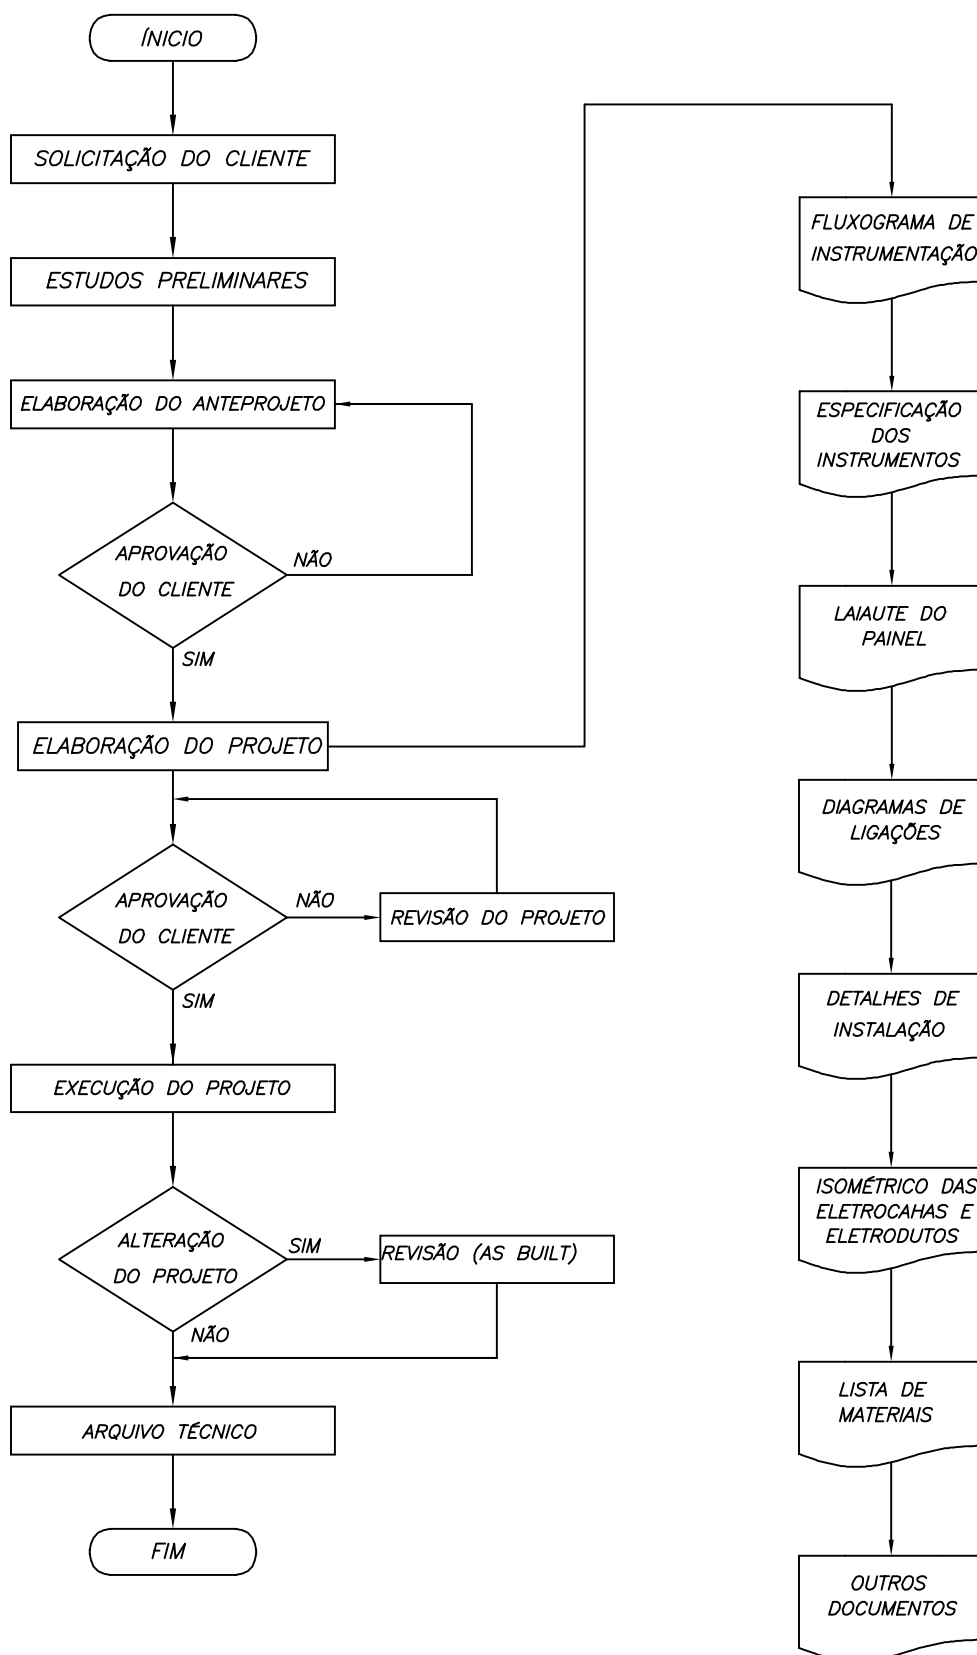 ÍNICIO
SOLICITAÇÃO DO CLIENTE
ESTUDOS PRELIMINARES
ELABORAÇÃO DO ANTEPROJETO
APROVAÇÃO
DO CLIENTE
NÃO
SIM
ELABORAÇÃO DO PROJETO
APROVAÇÃO
DO CLIENTE
NÃO
REVISÃO DO PROJETO
SIM
EXECUÇÃO DO PROJETO
ALTERAÇÃO
DO PROJETO
SIM
REVISÃO (AS BUILT)
NÃO
ARQUIVO TÉCNICO
FIM
FLUXOGRAMA DE
INSTRUMENTAÇÃO
ESPECIFICAÇÃO
DOS
INSTRUMENTOS
LAIAUTE DO
PAINEL
DIAGRAMAS DE
LIGAÇÕES
DETALHES DE
INSTALAÇÃO
ISOMÉTRICO DAS
ELETROCAHAS E
ELETRODUTOS
LISTA DE
MATERIAIS
OUTROS
DOCUMENTOS